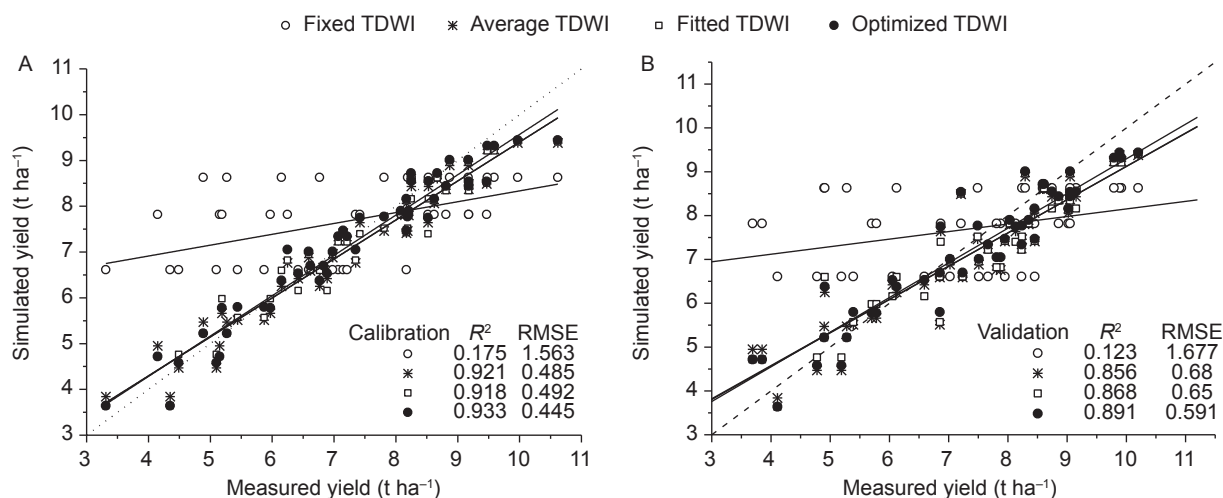 Fixed TDWI Average TDWI Fitted TDWI Optimized TDWI
A
11
10
9
8
7
6
5
4
3
Simulated yield (t ha⁻¹)
Calibration R² RMSE
0.175 1.563
0.921 0.485
0.918 0.492
0.933 0.445
3 4 5 6 7 8 9 10 11
Measured yield (t ha⁻¹)
B
11
10
9
8
7
6
5
4
3
Simulated yield (t ha⁻¹)
Validation R² RMSE
0.123 1.677
0.856 0.68
0.868 0.65
0.891 0.591
3 4 5 6 7 8 9 10 11
Measured yield (t ha⁻¹)